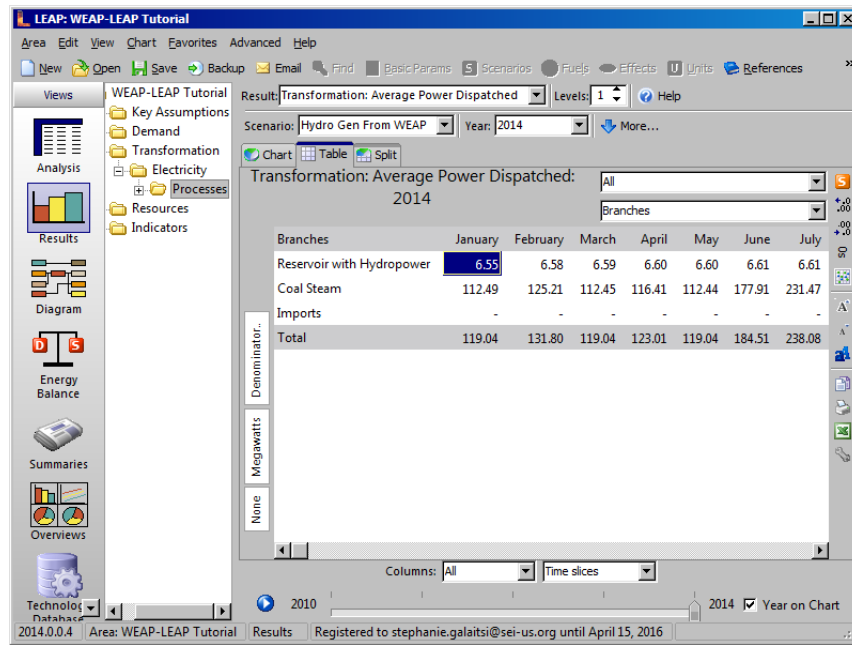 LEAP: WEAP-LEAP Tutorial
Area Edit View Chart Favorites Advanced Help
New Open Save Backup Email Find Basic Params Scenarios Fuels Effects Units References »
Views
Analysis
Results
Diagram
Energy Balance
Summaries
Overviews
Technolog
Database
WEAP-LEAP Tutorial
Key Assumptions
Demand
Transformation
Electricity
Processes
Resources
Indicators
Result: Transformation: Average Power Dispatched Levels: 1 Help
Scenario: Hydro Gen From WEAP Year: 2014 More...
Chart Table Split
Transformation: Average Power Dispatched:
2014
All
Branches
Branches January February March April May June July
Reservoir with Hydropower 6.55 6.58 6.59 6.60 6.60 6.61 6.61
Coal Steam 112.49 125.21 112.45 116.41 112.44 177.91 231.47
Imports - - - - - - -
Total 119.04 131.80 119.04 123.01 119.04 184.51 238.08
Denominator..
Megawatts
None
Columns: All Time slices
2010 2014 Year on Chart
2014.0.0.4 Area: WEAP-LEAP Tutorial Results Registered to stephanie.galaitsi@sei-us.org until April 15, 2016